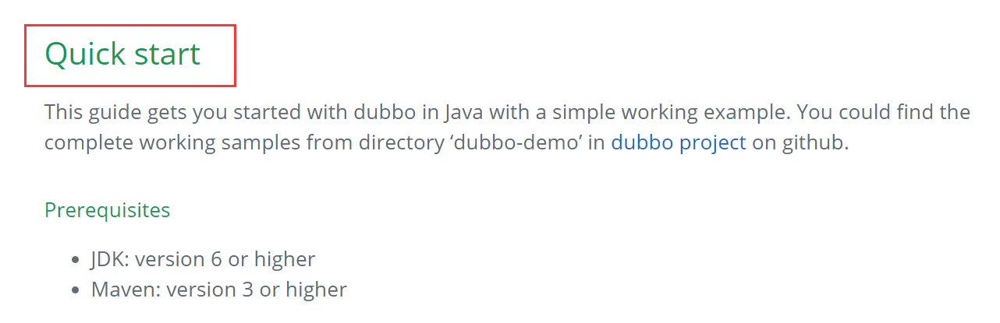 Quick start
This guide gets you started with dubbo in Java with a simple working example. You could find the
complete working samples from directory ‘dubbo-demo’ in dubbo project on github.
Prerequisites
• JDK: version 6 or higher
• Maven: version 3 or higher